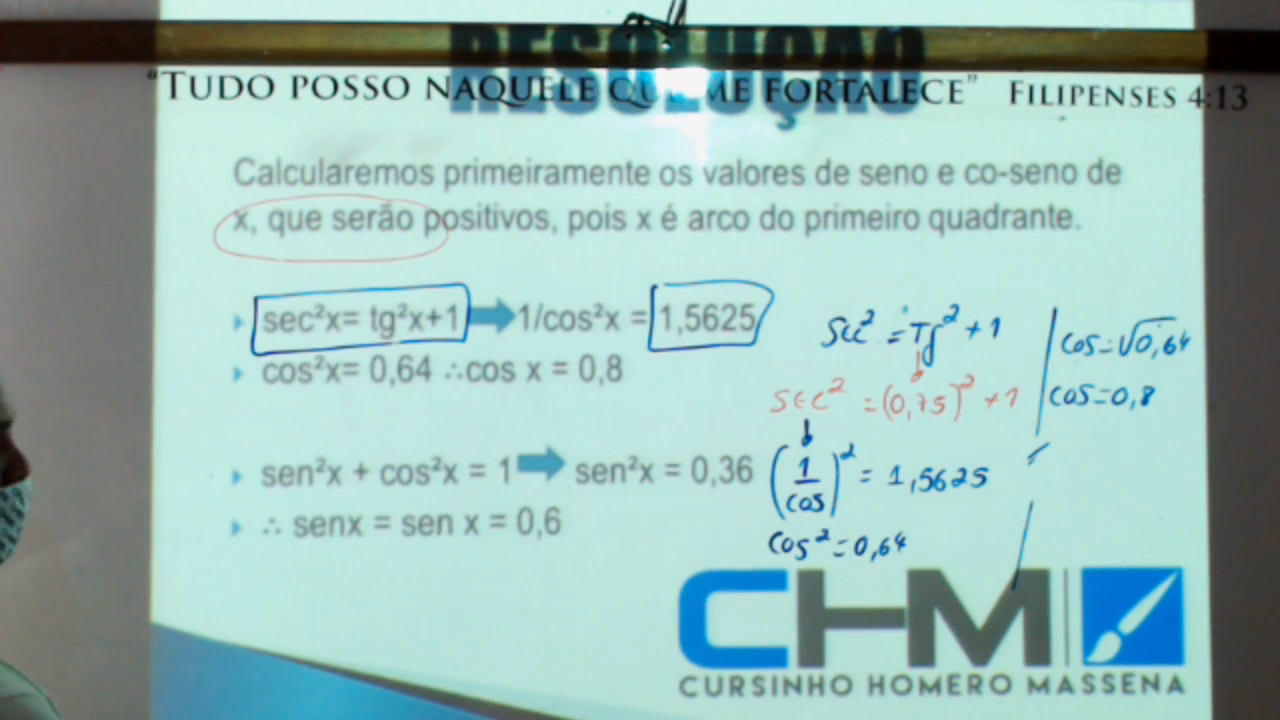 RESOLUÇÃO
“TUDO POSSO NAQUELE QUE ME FORTALECE” FILIPENSES 4:13
Calcularemos primeiramente os valores de seno e co-seno de
x, que serão positivos, pois x é arco do primeiro quadrante.
sec²x= tg²x+1 ➡ 1/cos²x = 1,5625
cos²x= 0,64 ∴cos x = 0,8
sen²x + cos²x = 1 ➡ sen²x = 0,36
∴ senx = sen x = 0,6
Sec² = Tg² + 1
sec² = (0,75)² + 1
(1/cos)² = 1,5625
cos² = 0,64
cos = √0,64
cos = 0,8
CHM
CURSINHO HOMERO MASSENA